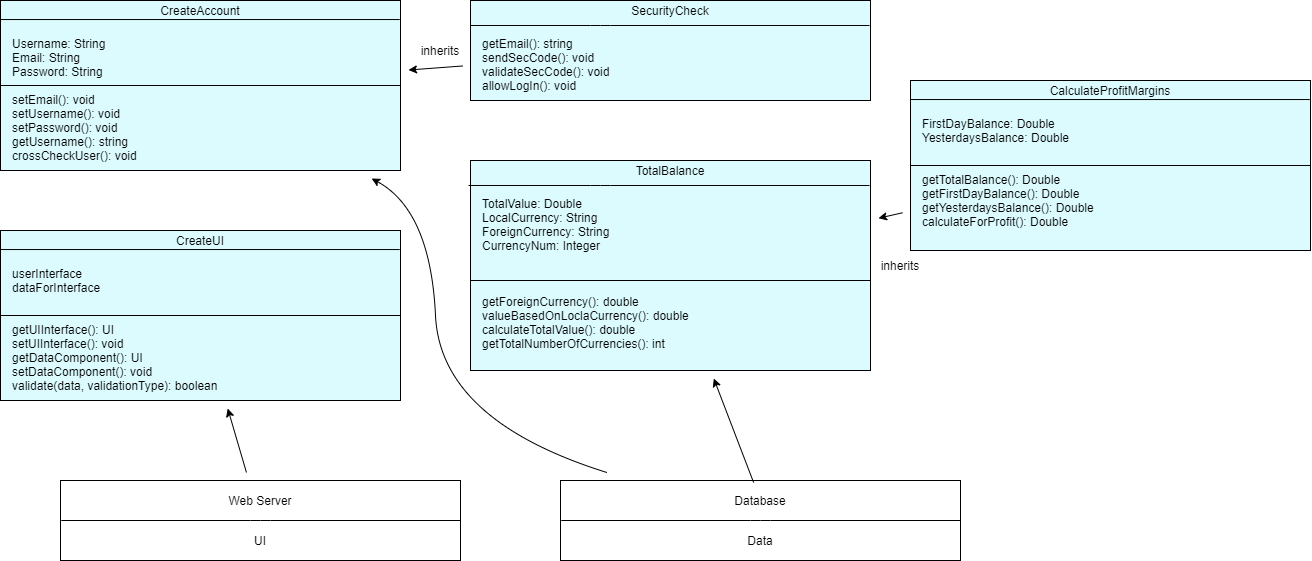 CreateAccount
Username: String
Email: String
Password: String
setEmail(): void
setUsername(): void
setPassword(): void
getUsername(): string
crossCheckUser(): void
inherits
SecurityCheck
getEmail(): string
sendSecCode(): void
validateSecCode(): void
allowLogIn(): void
CalculateProfitMargins
FirstDayBalance: Double
YesterdaysBalance: Double
getTotalBalance(): Double
getFirstDayBalance(): Double
getYesterdaysBalance(): Double
calculateForProfit(): Double
inherits
TotalBalance
TotalValue: Double
LocalCurrency: String
ForeignCurrency: String
CurrencyNum: Integer
getForeignCurrency(): double
valueBasedOnLoclaCurrency(): double
calculateTotalValue(): double
getTotalNumberOfCurrencies(): int
CreateUI
userInterface
dataForInterface
getUIInterface(): UI
setUIInterface(): void
getDataComponent(): UI
setDataComponent(): void
validate(data, validationType): boolean
Web Server
UI
Database
Data